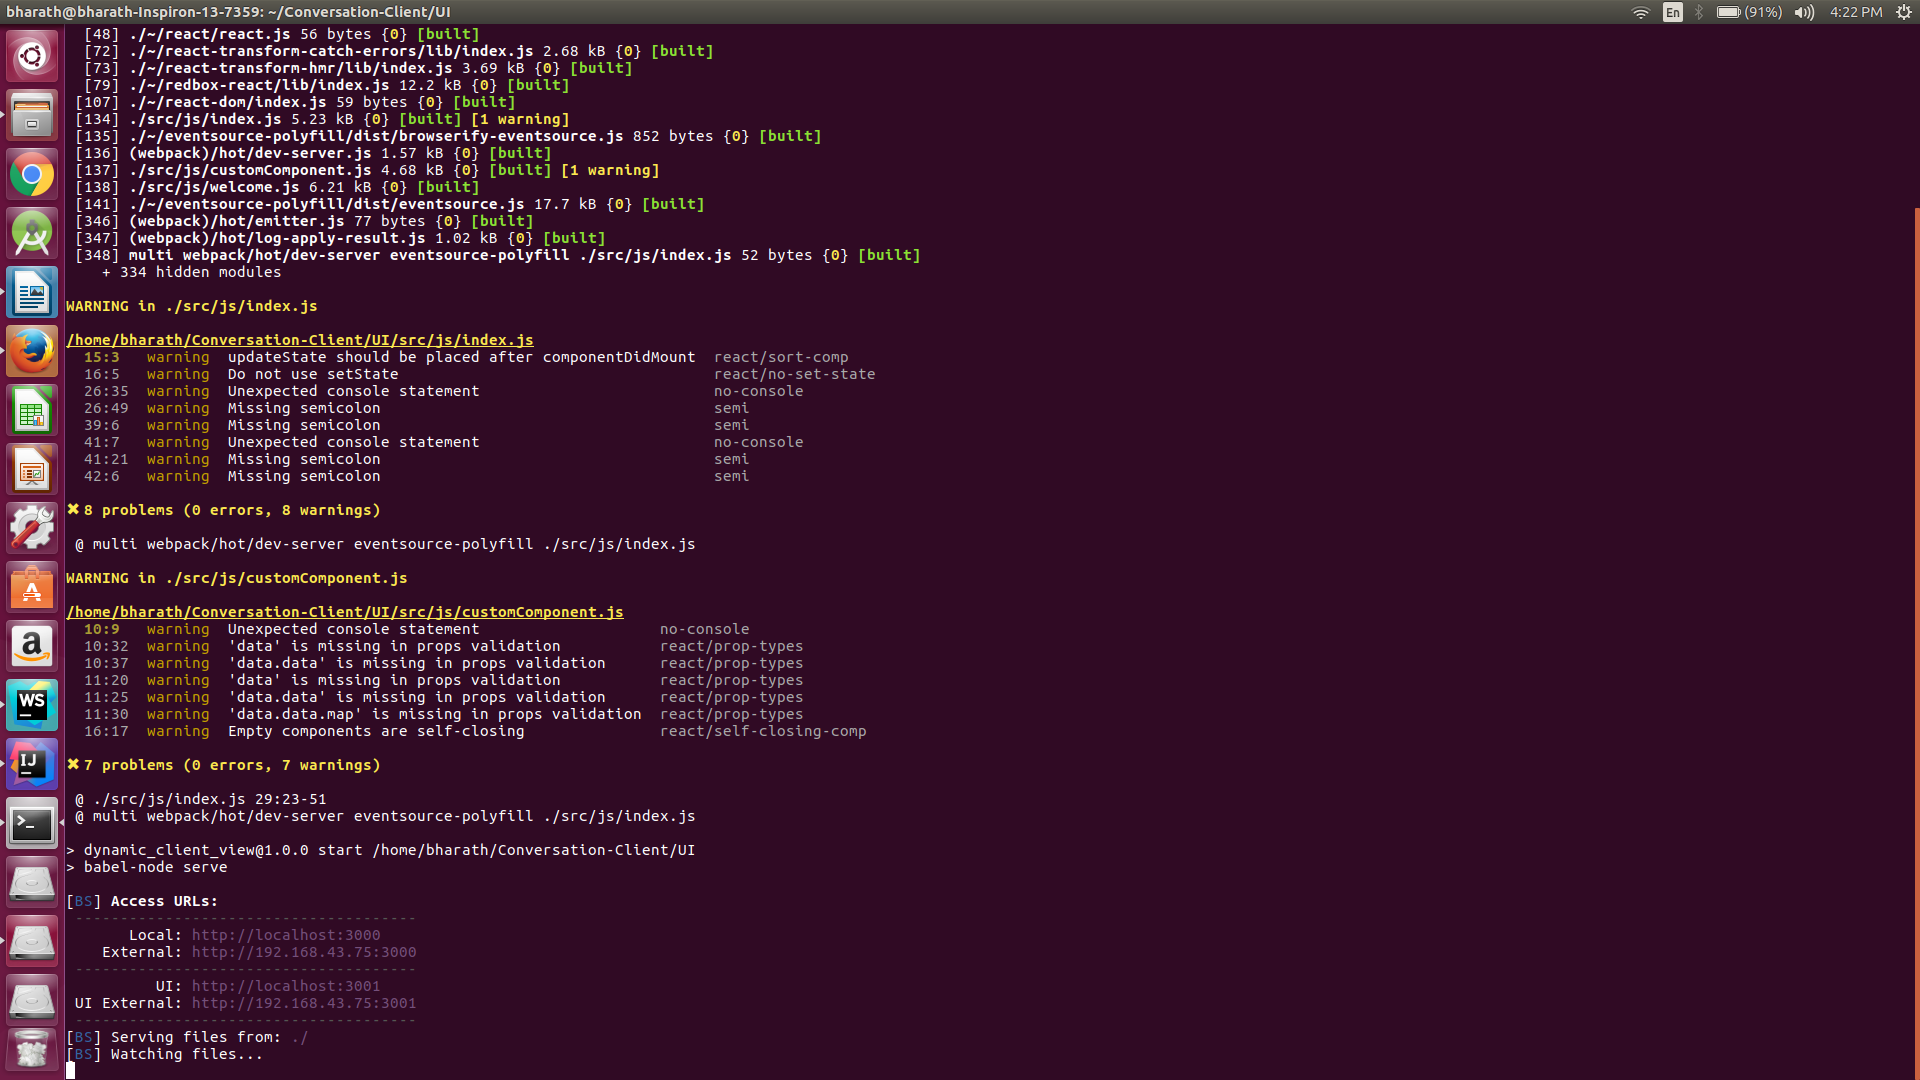 bharath@bharath-Inspiron-13-7359: ~/Conversation-Client/UI
En (91%) 4:22 PM
[48] ./~/react/react.js 56 bytes {0} [built]
[72] ./~/react-transform-catch-errors/lib/index.js 2.68 kB {0} [built]
[73] ./~/react-transform-hmr/lib/index.js 3.69 kB {0} [built]
[79] ./~/redbox-react/lib/index.js 12.2 kB {0} [built]
[107] ./~/react-dom/index.js 59 bytes {0} [built]
[134] ./src/js/index.js 5.23 kB {0} [built] [1 warning]
[135] ./~/eventsource-polyfill/dist/browserify-eventsource.js 852 bytes {0} [built]
[136] (webpack)/hot/dev-server.js 1.57 kB {0} [built]
[137] ./src/js/customComponent.js 4.68 kB {0} [built] [1 warning]
[138] ./src/js/welcome.js 6.21 kB {0} [built]
[141] ./~/eventsource-polyfill/dist/eventsource.js 17.7 kB {0} [built]
[346] (webpack)/hot/emitter.js 77 bytes {0} [built]
[347] (webpack)/hot/log-apply-result.js 1.02 kB {0} [built]
[348] multi webpack/hot/dev-server eventsource-polyfill ./src/js/index.js 52 bytes {0} [built]
+ 334 hidden modules
WARNING in ./src/js/index.js
/home/bharath/Conversation-Client/UI/src/js/index.js
15:3 warning updateState should be placed after componentDidMount react/sort-comp
16:5 warning Do not use setState react/no-set-state
26:35 warning Unexpected console statement no-console
26:49 warning Missing semicolon semi
39:6 warning Missing semicolon semi
41:7 warning Unexpected console statement no-console
41:21 warning Missing semicolon semi
42:6 warning Missing semicolon semi
✖ 8 problems (0 errors, 8 warnings)
@ multi webpack/hot/dev-server eventsource-polyfill ./src/js/index.js
WARNING in ./src/js/customComponent.js
/home/bharath/Conversation-Client/UI/src/js/customComponent.js
10:9 warning Unexpected console statement no-console
10:32 warning 'data' is missing in props validation react/prop-types
10:37 warning 'data.data' is missing in props validation react/prop-types
11:20 warning 'data' is missing in props validation react/prop-types
11:25 warning 'data.data' is missing in props validation react/prop-types
11:30 warning 'data.data.map' is missing in props validation react/prop-types
16:17 warning Empty components are self-closing react/self-closing-comp
✖ 7 problems (0 errors, 7 warnings)
@ ./src/js/index.js 29:23-51
@ multi webpack/hot/dev-server eventsource-polyfill ./src/js/index.js
> dynamic_client_view@1.0.0 start /home/bharath/Conversation-Client/UI
> babel-node serve
[BS] Access URLs:
--------------------------------------
Local: http://localhost:3000
External: http://192.168.43.75:3000
--------------------------------------
UI: http://localhost:3001
UI External: http://192.168.43.75:3001
--------------------------------------
[BS] Serving files from: ./
[BS] Watching files...
a
WS
IJ
>_